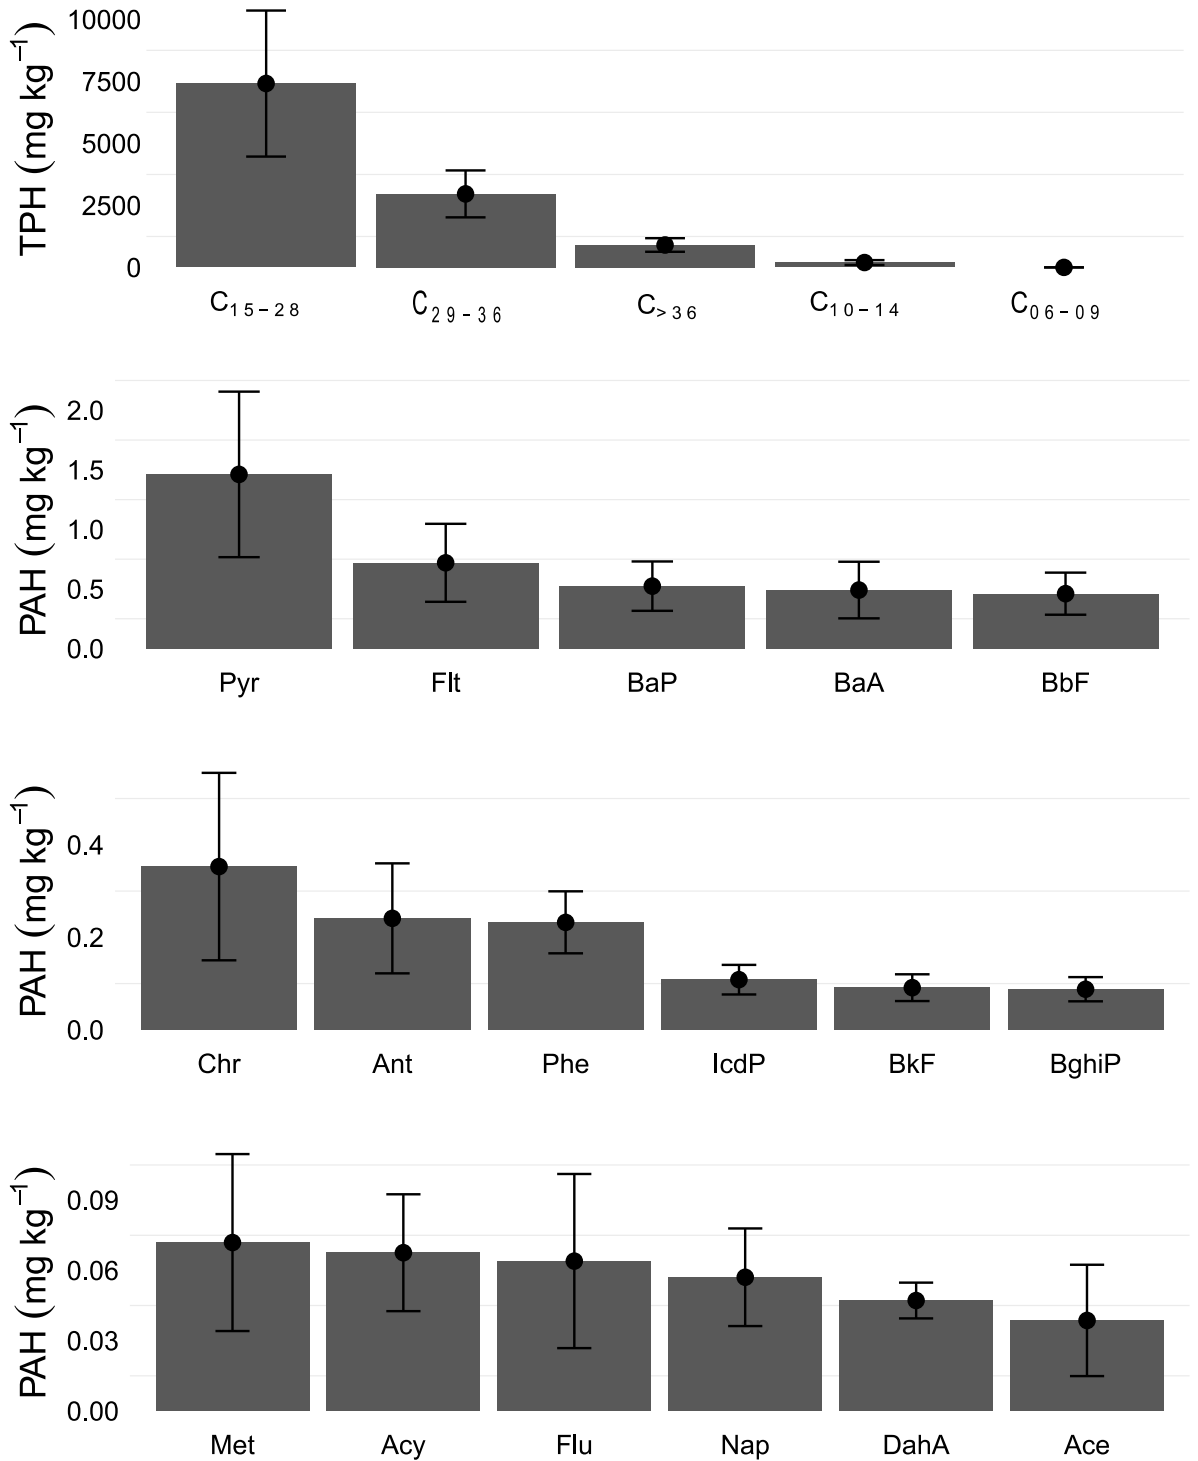 TPH (mg kg⁻¹)
10000
7500
5000
2500
0
C₁₅₋₂₈ C₂₉₋₃₆ C>₃₆ C₁₀₋₁₄ C₀₆₋₀₉
PAH (mg kg⁻¹)
2.0
1.5
1.0
0.5
0.0
Pyr Flt BaP BaA BbF
PAH (mg kg⁻¹)
0.4
0.2
0.0
Chr Ant Phe IcdP BkF BghiP
PAH (mg kg⁻¹)
0.09
0.06
0.03
0.00
Met Acy Flu Nap DahA Ace